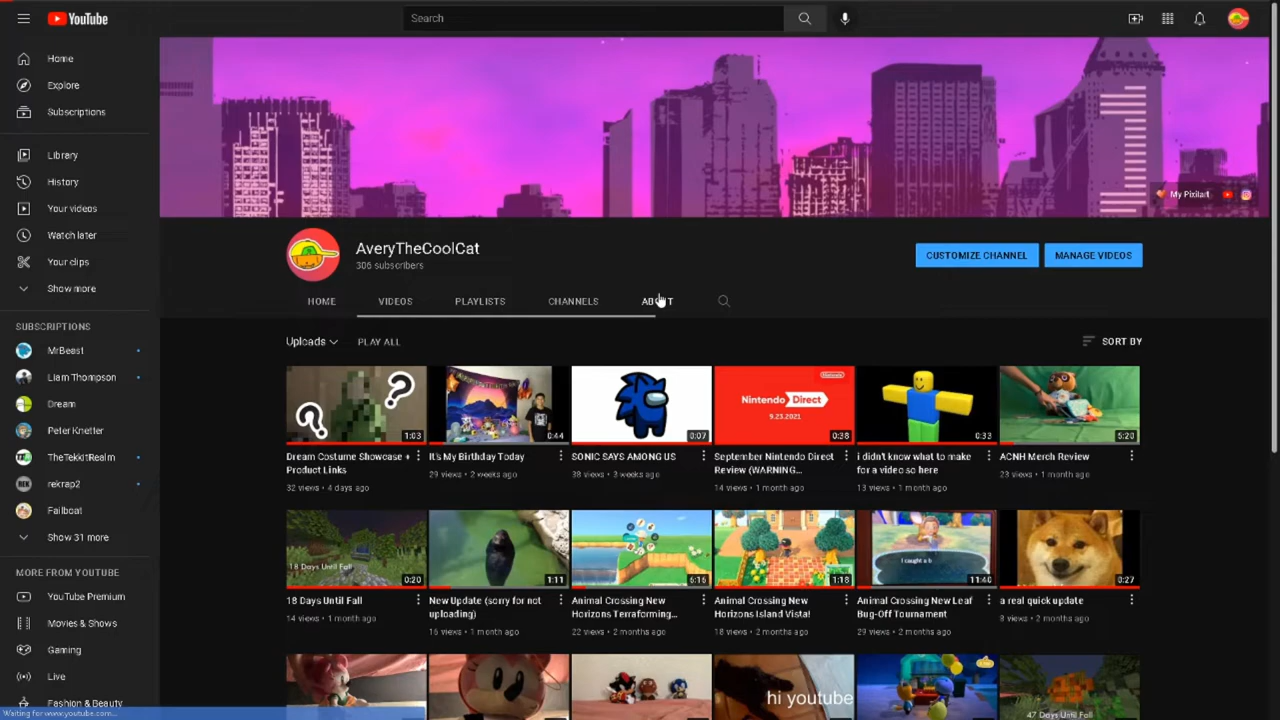 YouTube
Search
Home
Explore
Subscriptions
Library
History
Your videos
Watch later
Your clips
Show more
SUBSCRIPTIONS
MrBeast
Liam Thompson
Dream
Peter Knetter
TheTekkitRealm
rekrap2
Failboat
Show 31 more
MORE FROM YOUTUBE
YouTube Premium
Movies & Shows
Gaming
Live
Fashion & Beauty
Waiting for www.youtube.com...
My Pixilart
AveryTheCoolCat
306 subscribers
CUSTOMIZE CHANNEL
MANAGE VIDEOS
HOME VIDEOS PLAYLISTS CHANNELS ABOUT
Uploads PLAY ALL
SORT BY
1:03
Dream Costume Showcase +
Product Links
32 views • 4 days ago
0:44
It's My Birthday Today
29 views • 2 weeks ago
0:07
SONIC SAYS AMONG US
38 views • 3 weeks ago
Nintendo
Nintendo Direct
9.23.2021
0:38
September Nintendo Direct
Review (WARNING...
14 views • 1 month ago
0:33
i didn't know what to make
for a video so here
13 views • 1 month ago
5:20
ACNH Merch Review
23 views • 1 month ago
18 Days Until Fall
0:20
18 Days Until Fall
14 views • 1 month ago
1:11
New Update (sorry for not
uploading)
16 views • 1 month ago
6:16
Animal Crossing New
Horizons Terraforming...
22 views • 2 months ago
1:18
Animal Crossing New
Horizons Island Vista!
18 views • 2 months ago
I caught a b
11:40
Animal Crossing New Leaf
Bug-Off Tournament
29 views • 2 months ago
0:27
a real quick update
8 views • 2 months ago
hi youtube
47 Days Until Fall